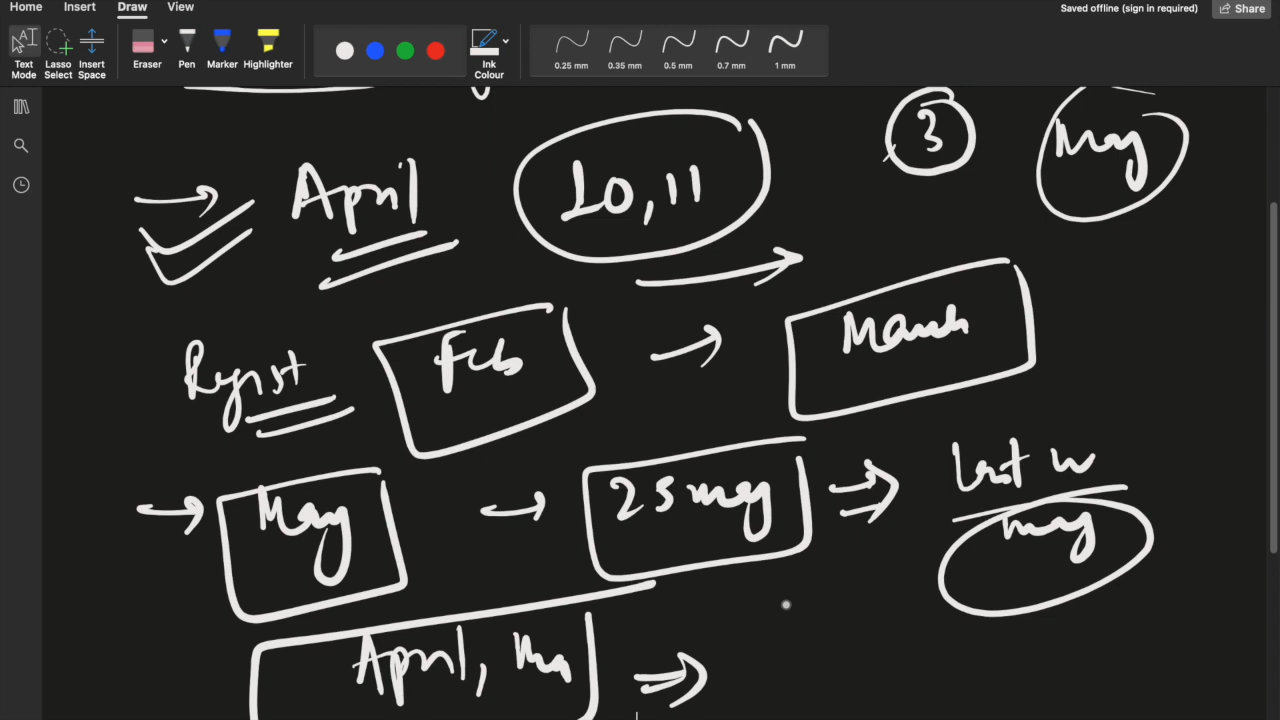 Home Insert Draw View
Saved offline (sign in required) Share
Text Mode
Lasso Select
Insert Space
Eraser
Pen
Marker
Highlighter
Ink Colour
0.25 mm
0.35 mm
0.5 mm
0.7 mm
1 mm
3 May
April 10, 11
Regist Feb → March
→ May → 25 may ⇒ last w
may
April, Ma ⇒